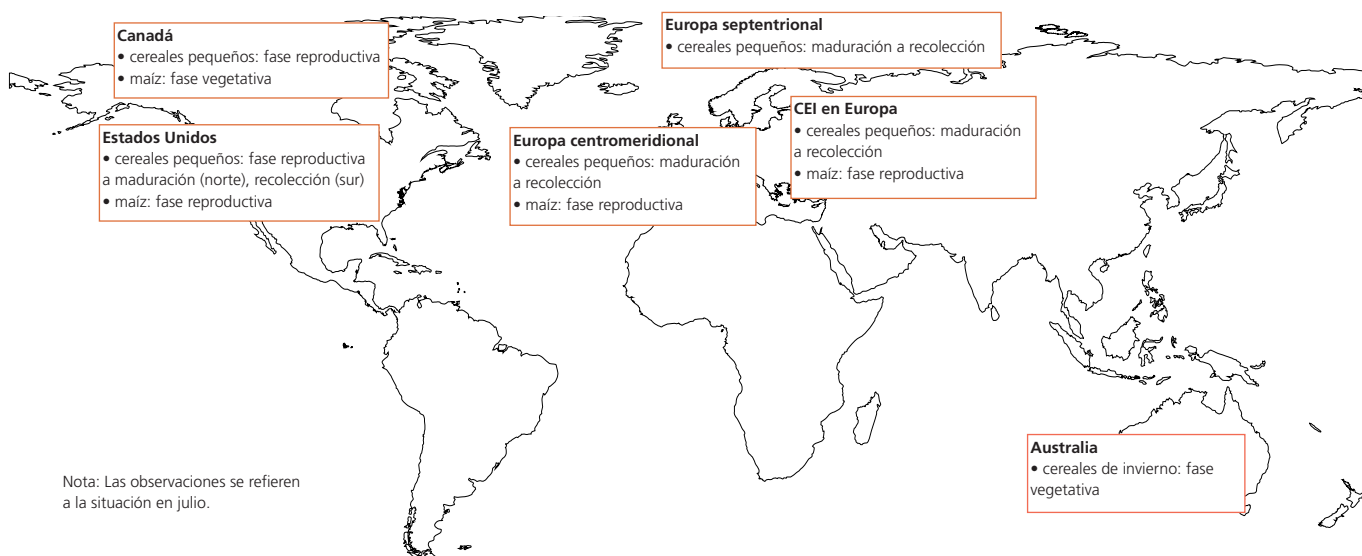 Canadá
• cereales pequeños: fase reproductiva
• maíz: fase vegetativa
Europa septentrional
• cereales pequeños: maduración a recolección
Estados Unidos
• cereales pequeños: fase reproductiva
a maduración (norte), recolección (sur)
• maíz: fase reproductiva
Europa centromeridional
• cereales pequeños: maduración
a recolección
• maíz: fase reproductiva
CEI en Europa
• cereales pequeños: maduración
a recolección
• maíz: fase reproductiva
Australia
• cereales de invierno: fase
vegetativa
Nota: Las observaciones se refieren
a la situación en julio.